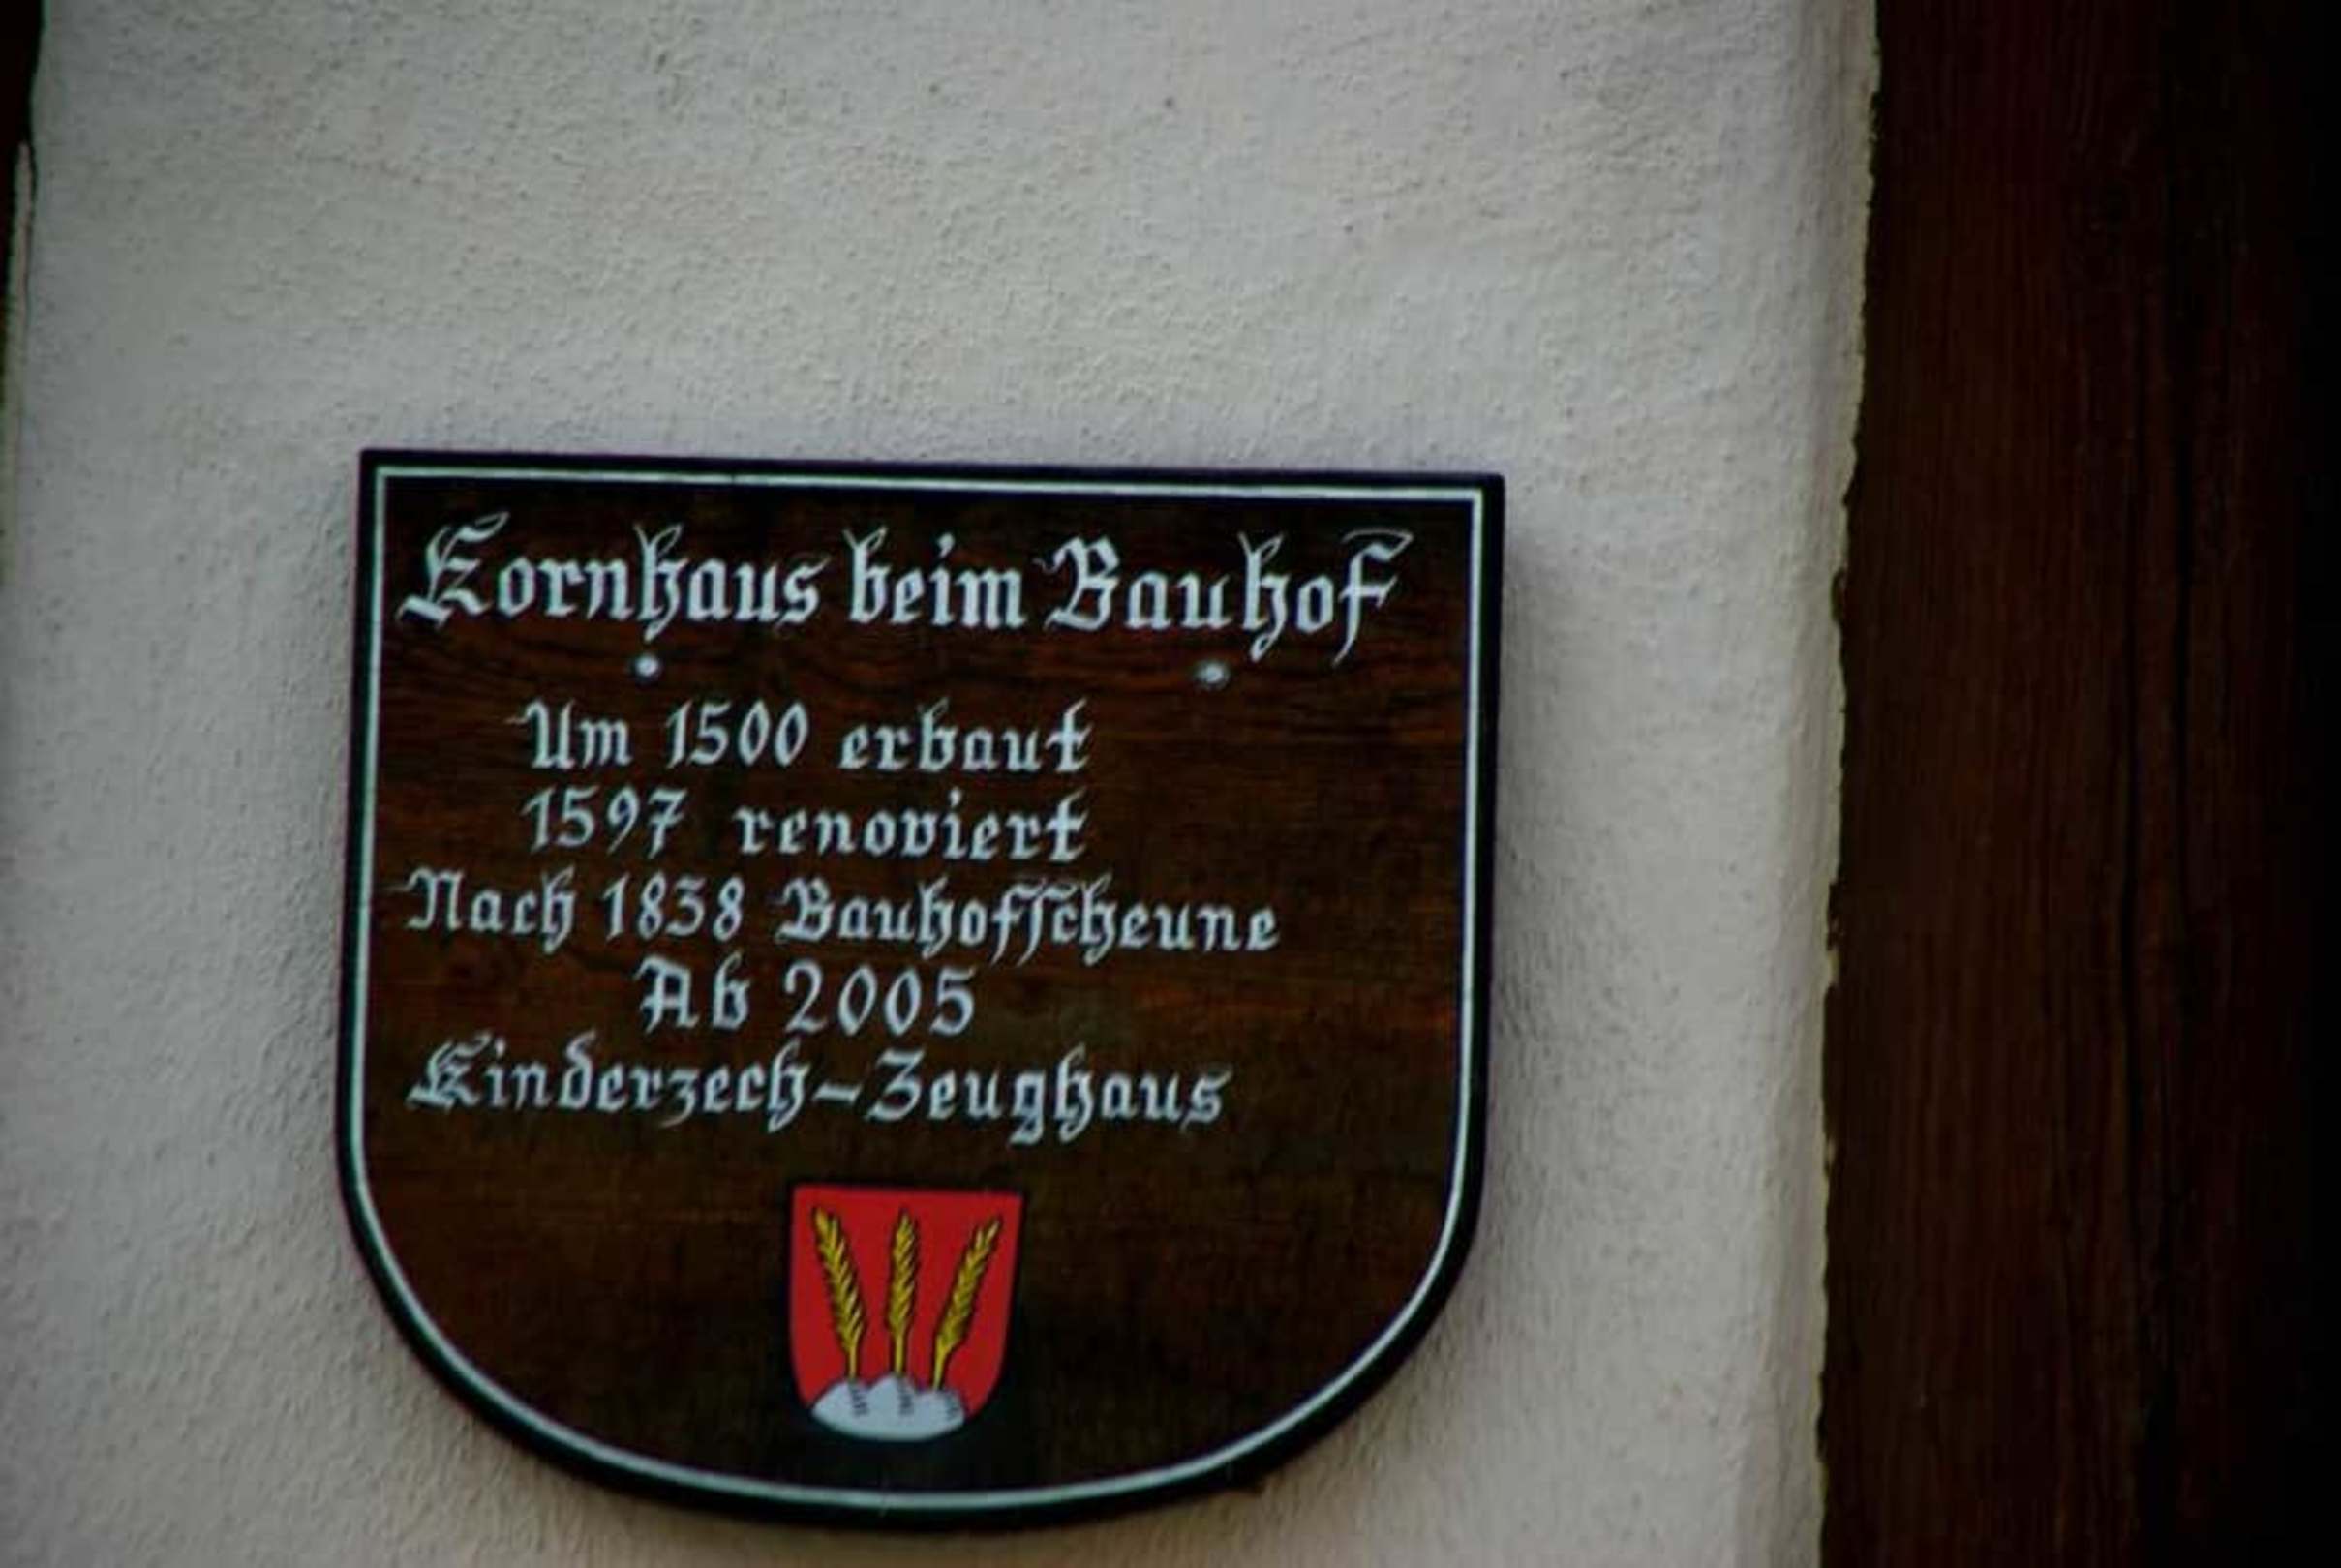 Kornhaus beim Bauhof
Um 1500 erbaut
1597 renoviert
Nach 1838 Bauhofſcheune
Ab 2005
Kinderzech-Zeughaus